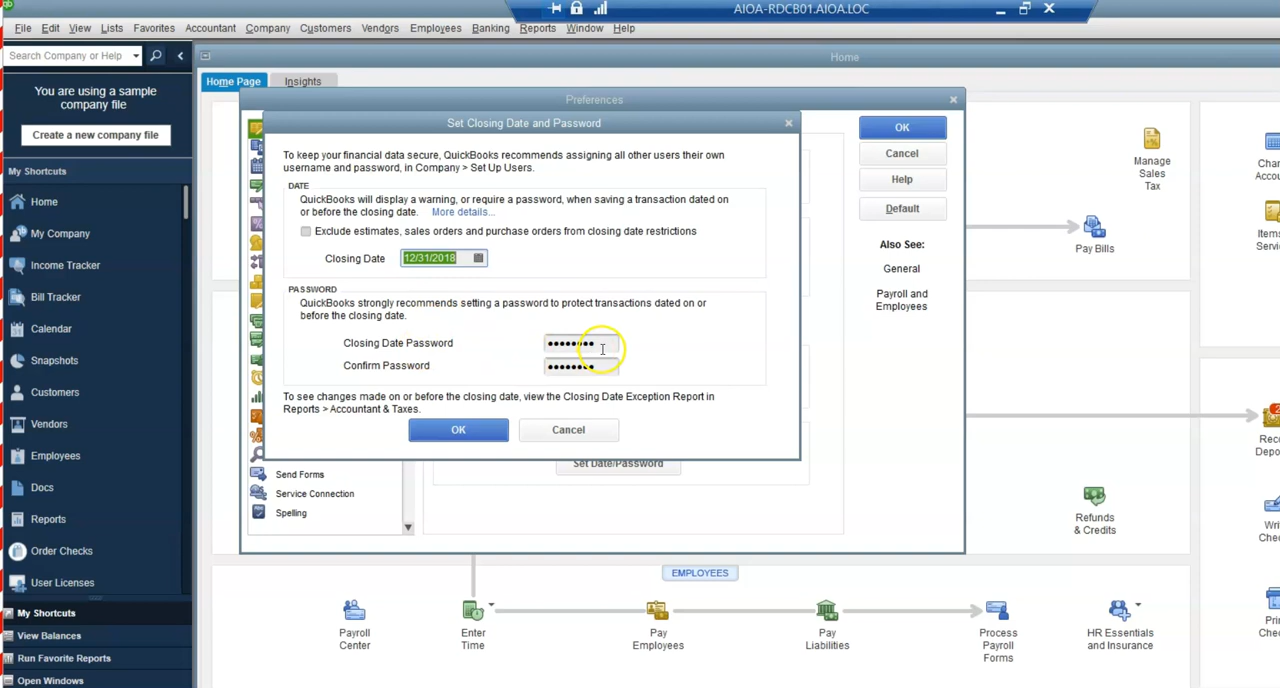 AIOA-RDCB01.AIOA.LOC
File Edit View Lists Favorites Accountant Company Customers Vendors Employees Banking Reports Window Help
Search Company or Help
Home
Home Page Insights
You are using a sample
company file
Create a new company file
My Shortcuts
Home
My Company
Income Tracker
Bill Tracker
Calendar
Snapshots
Customers
Vendors
Employees
Docs
Reports
Order Checks
User Licenses
My Shortcuts
View Balances
Run Favorite Reports
Open Windows
Preferences
Set Closing Date and Password
To keep your financial data secure, QuickBooks recommends assigning all other users their own
username and password, in Company > Set Up Users.
DATE
QuickBooks will display a warning, or require a password, when saving a transaction dated on
or before the closing date. More details...
Exclude estimates, sales orders and purchase orders from closing date restrictions
Closing Date 12/31/2018
PASSWORD
QuickBooks strongly recommends setting a password to protect transactions dated on or
before the closing date.
Closing Date Password
Confirm Password
To see changes made on or before the closing date, view the Closing Date Exception Report in
Reports > Accountant & Taxes.
OK Cancel
Set Date/Password
Send Forms
Service Connection
Spelling
OK
Cancel
Help
Default
Also See:
General
Payroll and
Employees
Manage
Sales
Tax
Pay Bills
Refunds
& Credits
EMPLOYEES
Payroll
Center
Enter
Time
Pay
Employees
Pay
Liabilities
Process
Payroll
Forms
HR Essentials
and Insurance